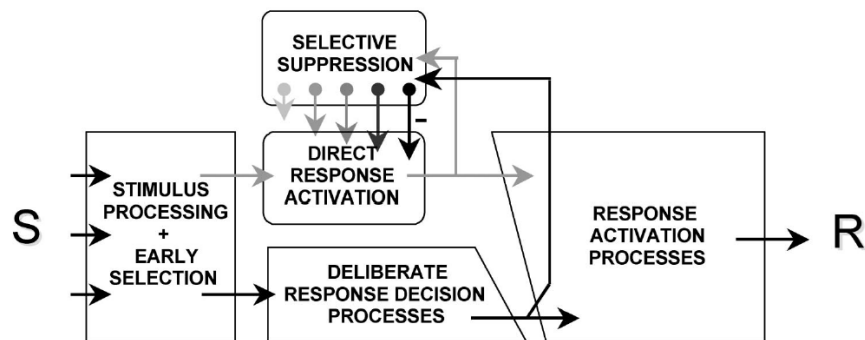 SELECTIVE
SUPPRESSION
-
DIRECT
RESPONSE
ACTIVATION
S
STIMULUS
PROCESSING
+
EARLY
SELECTION
DELIBERATE
RESPONSE DECISION
PROCESSES
RESPONSE
ACTIVATION
PROCESSES
R